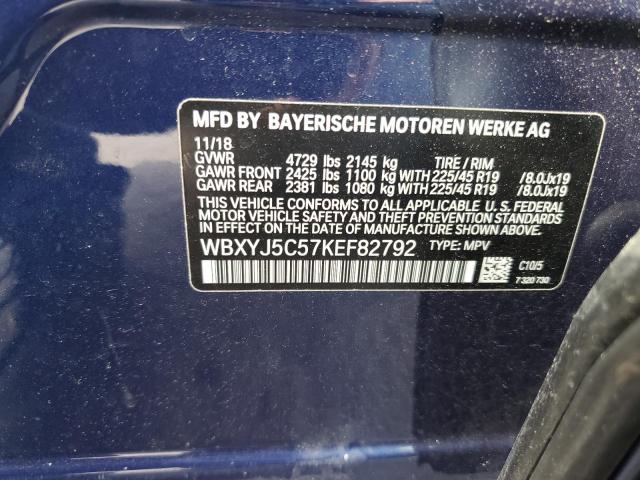 MFD BY BAYERISCHE MOTOREN WERKE AG
11/18
GVWR 4729 lbs 2145 kg TIRE / RIM
GAWR FRONT 2425 lbs 1100 kg WITH 225/45 R19 /8.0Jx19
GAWR REAR 2381 lbs 1080 kg WITH 225/45 R19 /8.0Jx19
THIS VEHICLE CONFORMS TO ALL APPLICABLE U. S. FEDERAL
MOTOR VEHICLE SAFETY AND THEFT PREVENTION STANDARDS
IN EFFECT ON THE DATE OF MANUFACTURE SHOWN ABOVE.
WBXYJ5C57KEF82792 TYPE: MPV
C10/5
7 320 730